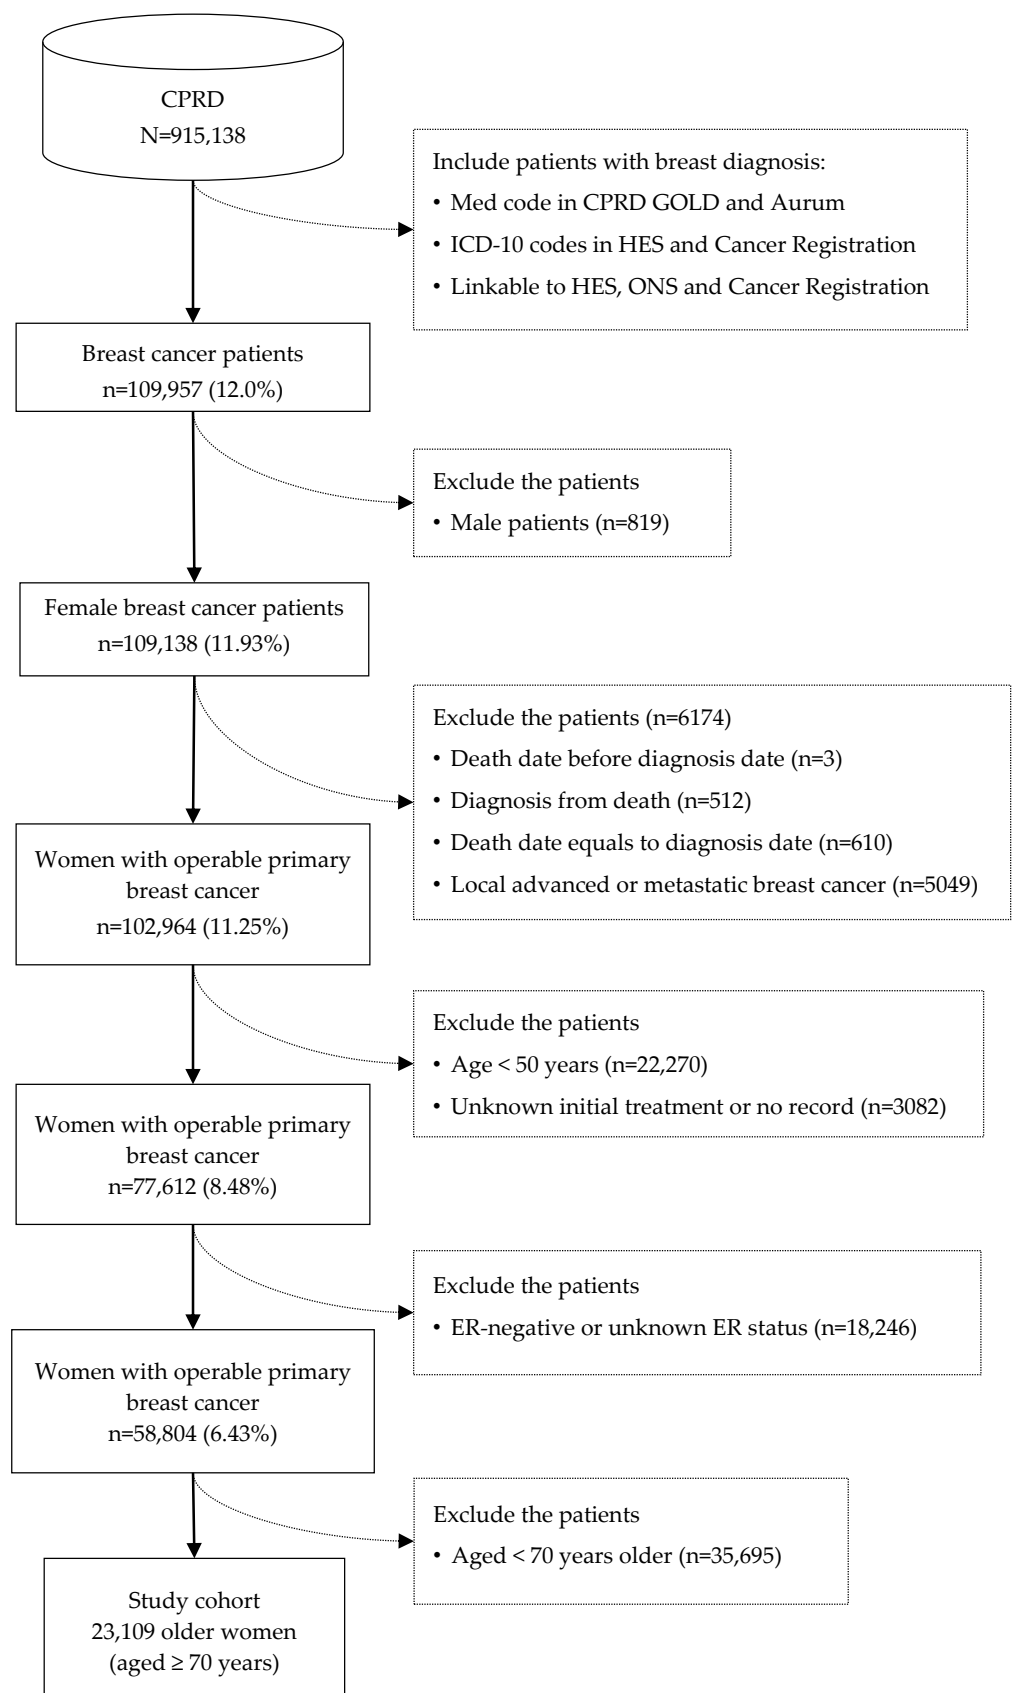 CPRD
N=915,138
Include patients with breast diagnosis:
• Med code in CPRD GOLD and Aurum
• ICD-10 codes in HES and Cancer Registration
• Linkable to HES, ONS and Cancer Registration
Breast cancer patients
n=109,957 (12.0%)
Exclude the patients
• Male patients (n=819)
Female breast cancer patients
n=109,138 (11.93%)
Exclude the patients (n=6174)
• Death date before diagnosis date (n=3)
• Diagnosis from death (n=512)
• Death date equals to diagnosis date (n=610)
• Local advanced or metastatic breast cancer (n=5049)
Women with operable primary
breast cancer
n=102,964 (11.25%)
Exclude the patients
• Age < 50 years (n=22,270)
• Unknown initial treatment or no record (n=3082)
Women with operable primary
breast cancer
n=77,612 (8.48%)
Exclude the patients
• ER-negative or unknown ER status (n=18,246)
Women with operable primary
breast cancer
n=58,804 (6.43%)
Exclude the patients
• Aged < 70 years older (n=35,695)
Study cohort
23,109 older women
(aged ≥ 70 years)